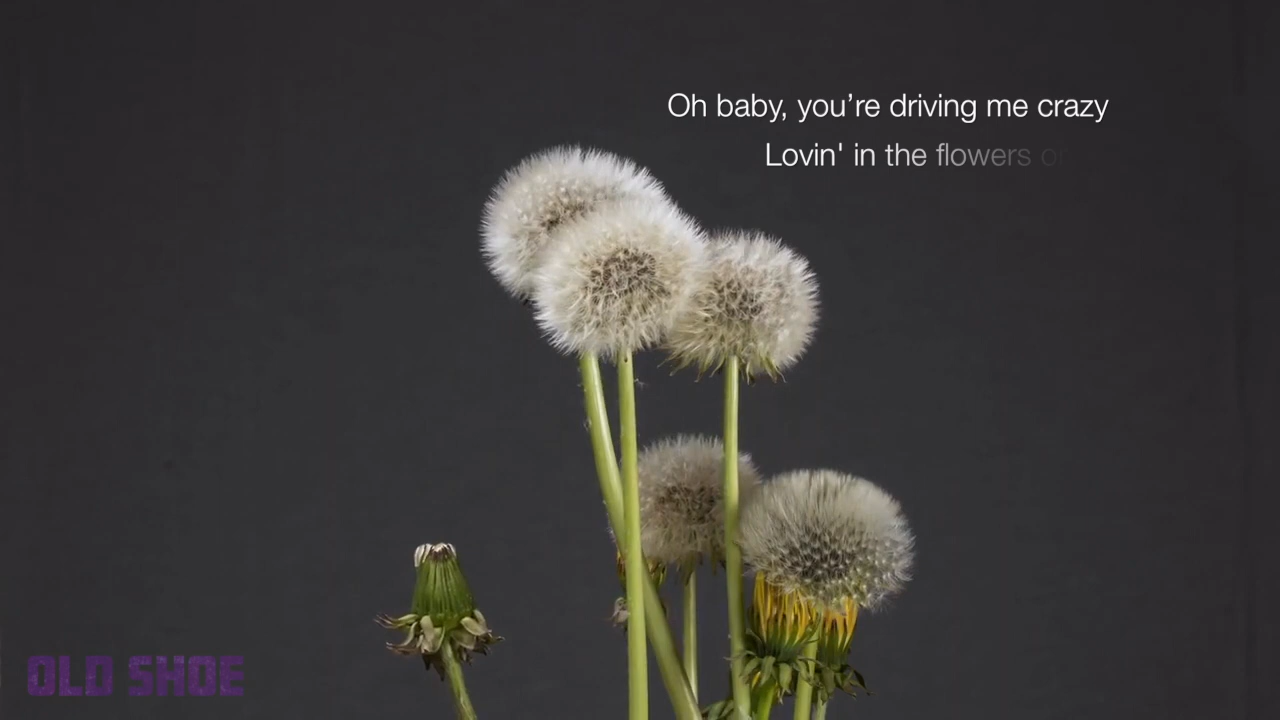 Oh baby, you’re driving me crazy
Lovin' in the flowers
OLD SHOE